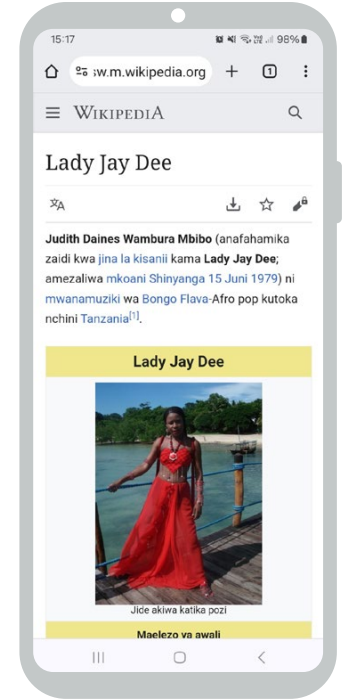 15:17
98%
sw.m.wikipedia.org
1
WIKIPEDIA
Lady Jay Dee
Judith Daines Wambura Mbibo (anafahamika
zaidi kwa jina la kisanii kama Lady Jay Dee;
amezaliwa mkoani Shinyanga 15 Juni 1979) ni
mwanamuziki wa Bongo Flava-Afro pop kutoka
nchini Tanzania[1].
Lady Jay Dee
Jide akiwa katika pozi
Maelezo ya awali